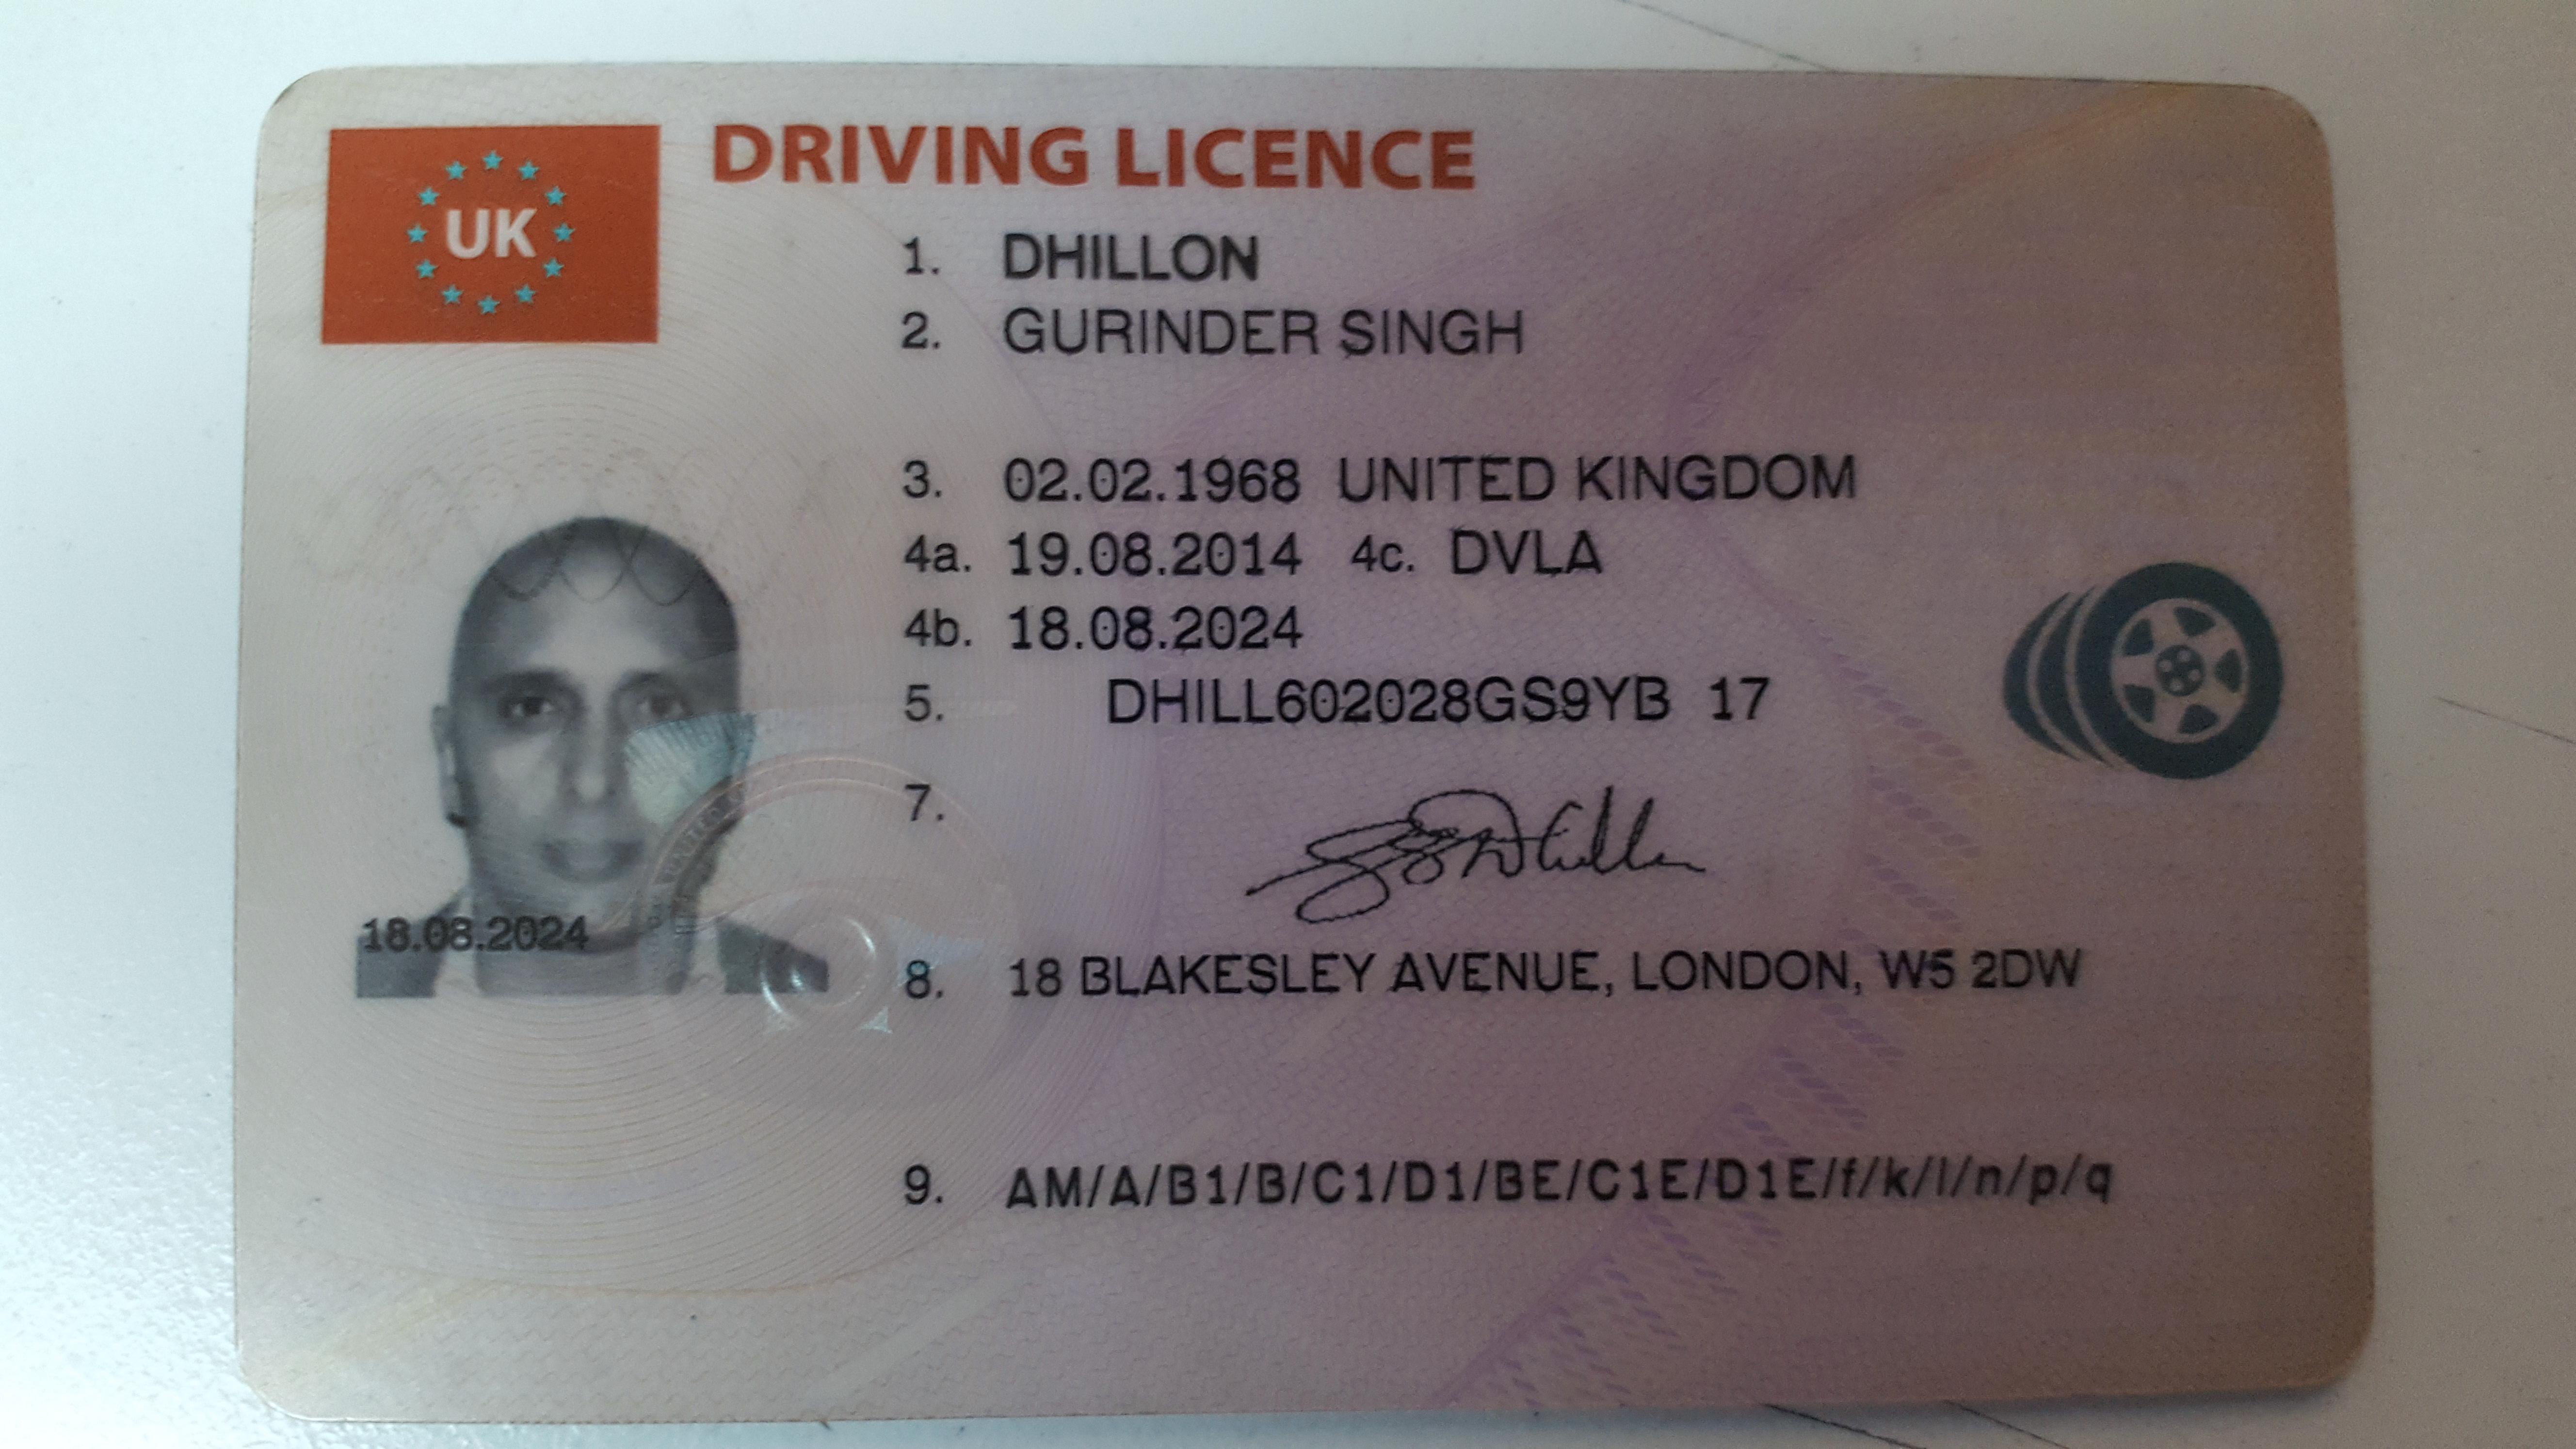 UK
DRIVING LICENCE
1. DHILLON
2. GURINDER SINGH
3. 02.02.1968 UNITED KINGDOM
4a. 19.08.2014 4c. DVLA
4b. 18.08.2024
5. DHILL602028GS9YB 17
7.
18.08.2024
8. 18 BLAKESLEY AVENUE, LONDON, W5 2DW
9. AM/A/B1/B/C1/D1/BE/C1E/D1E/f/k/l/n/p/q